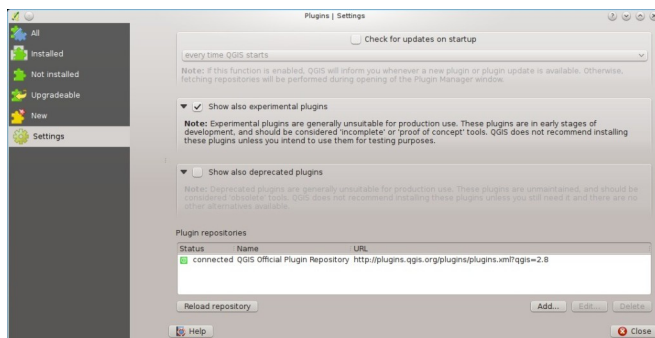 Plugins | Settings
All
Installed
Not installed
Upgradeable
New
Settings
Check for updates on startup
every time QGIS starts
Note: If this function is enabled, QGIS will inform you whenever a new plugin or plugin update is available. Otherwise,
fetching repositories will be performed during opening of the Plugin Manager window.
Show also experimental plugins
Note: Experimental plugins are generally unsuitable for production use. These plugins are in early stages of
development, and should be considered 'incomplete' or 'proof of concept' tools. QGIS does not recommend installing
these plugins unless you intend to use them for testing purposes.
Show also deprecated plugins
Note: Deprecated plugins are generally unsuitable for production use. These plugins are unmaintained, and should be
considered 'obsolete' tools. QGIS does not recommend installing these plugins unless you still need it and there are no
other alternatives available.
Plugin repositories
Status Name URL
connected QGIS Official Plugin Repository http://plugins.qgis.org/plugins/plugins.xml?qgis=2.8
Reload repository Add... Edit... Delete
Help Close